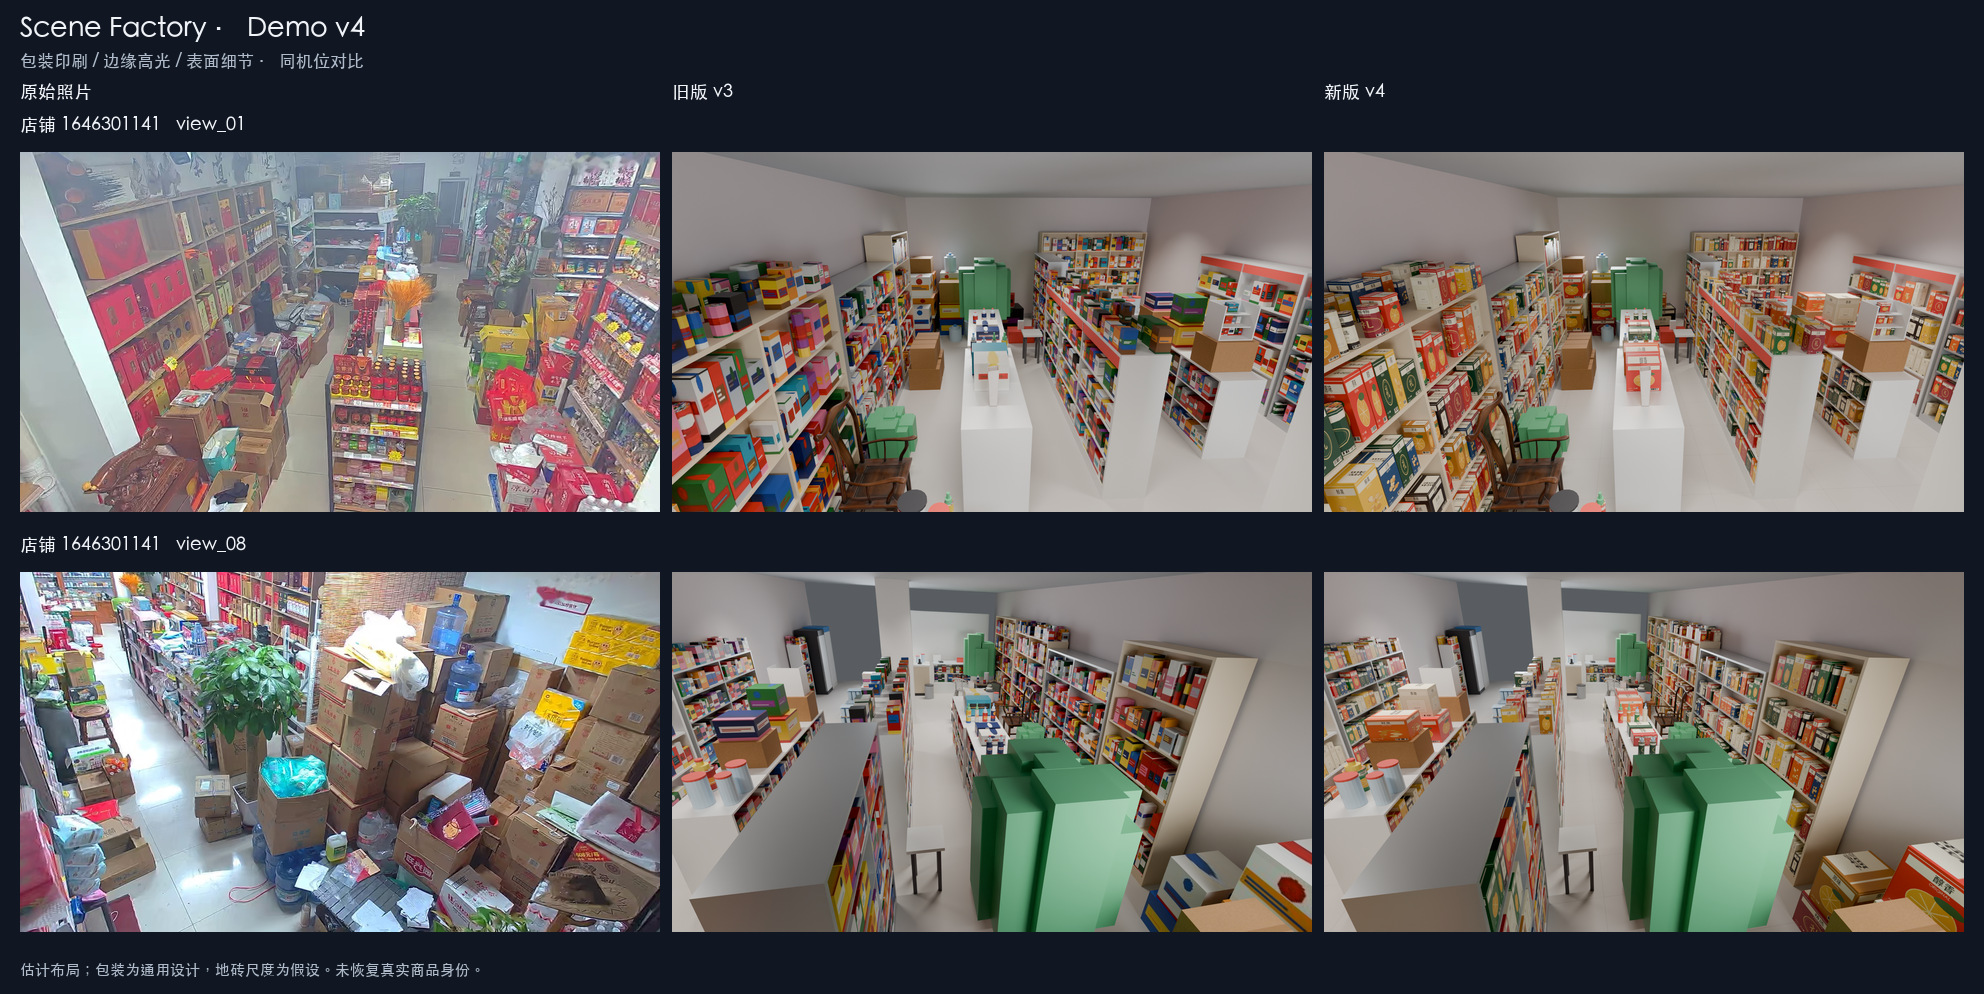 Scene Factory · Demo v4
包装印刷 / 边缘高光 / 表面细节 · 同机位对比
原始照片
旧版 v3
新版 v4
店铺 1646301141 view_01
店铺 1646301141 view_08
醇香
估计布局；包装为通用设计，地砖尺度为假设。未恢复真实商品身份。